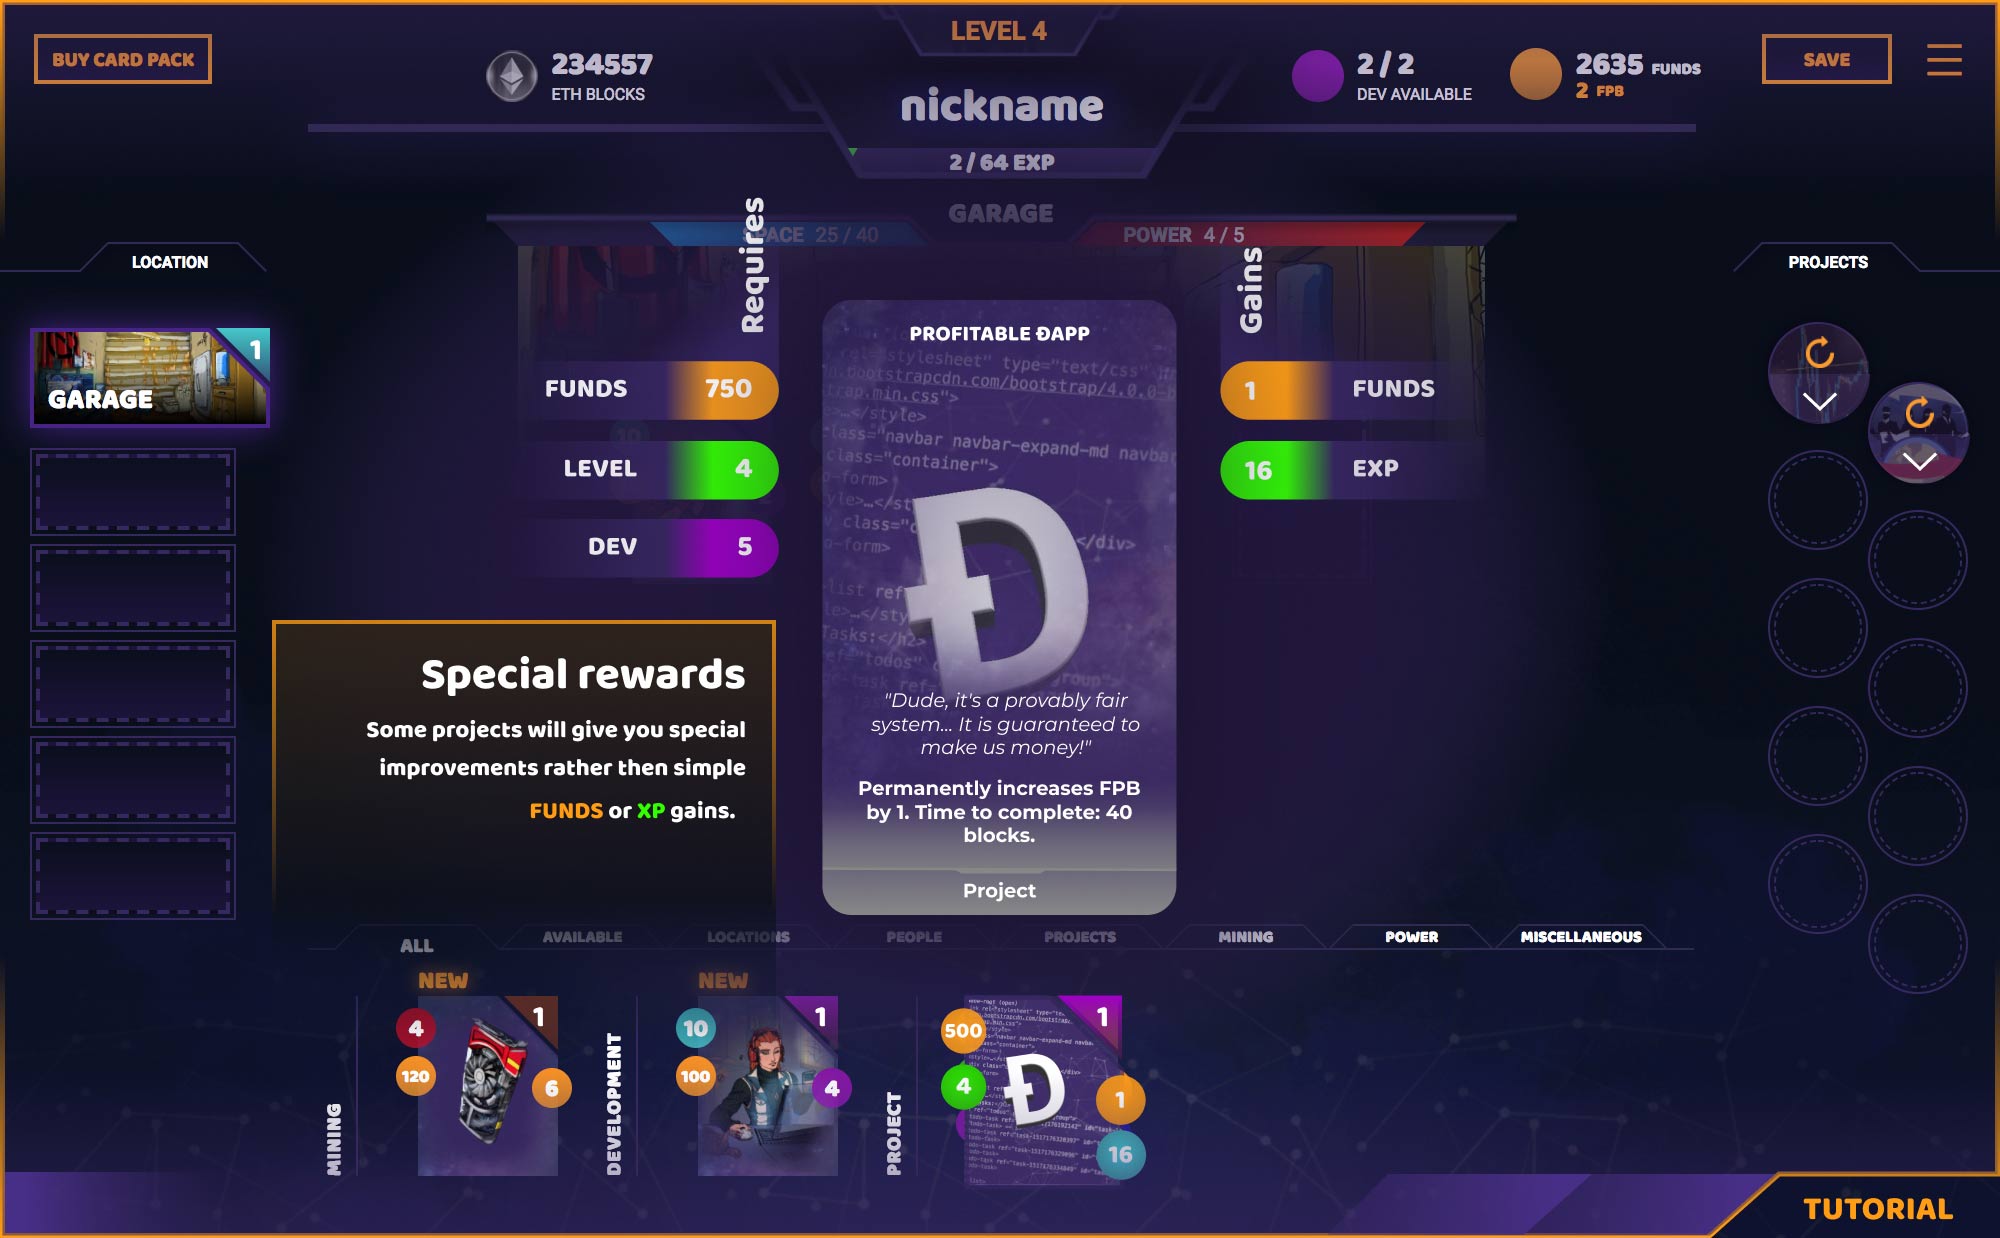 LEVEL 4
BUY CARD PACK
234557
ETH BLOCKS
nickname
2 / 2
DEV AVAILABLE
2635 FUNDS
2 FPB
SAVE
2 / 64 EXP
GARAGE
SPACE 25 / 40
POWER 4 / 5
LOCATION
PROJECTS
1
GARAGE
Requires
FUNDS 750
LEVEL 4
DEV 5
PROFITABLE ĐAPP
Gains
1 FUNDS
16 EXP
Special rewards
Some projects will give you special
improvements rather then simple
FUNDS or XP gains.
Đ
"Dude, it's a provably fair
system... It is guaranteed to
make us money!"
Permanently increases FPB
by 1. Time to complete: 40
blocks.
Project
ALL
AVAILABLE
LOCATIONS
PEOPLE
PROJECTS
MINING
POWER
MISCELLANEOUS
MINING
NEW
1
4
120
6
DEVELOPMENT
NEW
1
10
100
4
PROJECT
1
500
4
Đ
1
16
TUTORIAL